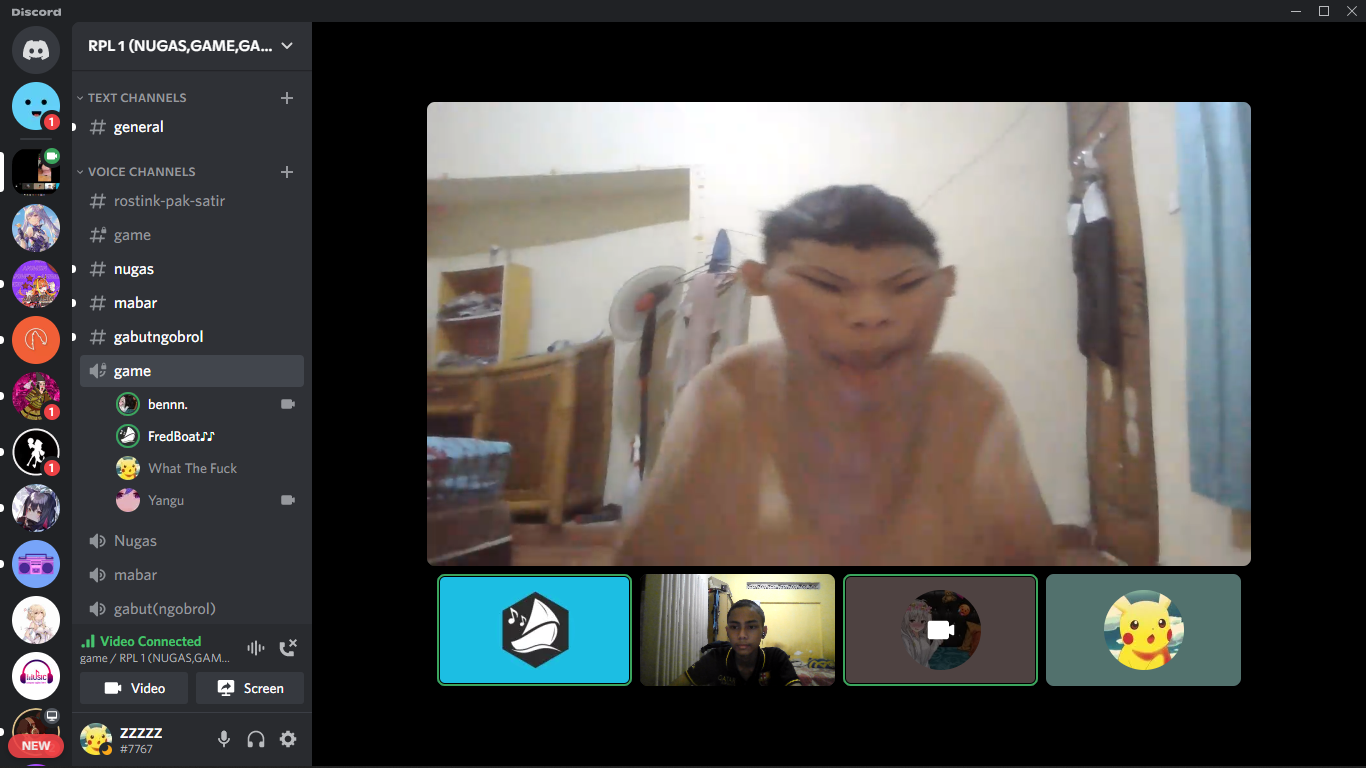 Discord
RPL 1 (NUGAS,GAME,GA...
TEXT CHANNELS
general
VOICE CHANNELS
rostink-pak-satir
game
nugas
mabar
gabutngobrol
game
bennn.
FredBoat♪♪
What The Fuck
Yangu
Nugas
mabar
gabut(ngobrol)
Video Connected
game / RPL 1 (NUGAS,GAM...
Video
Screen
zzzzz
#7767
1
1
1
MUSIC
NEW